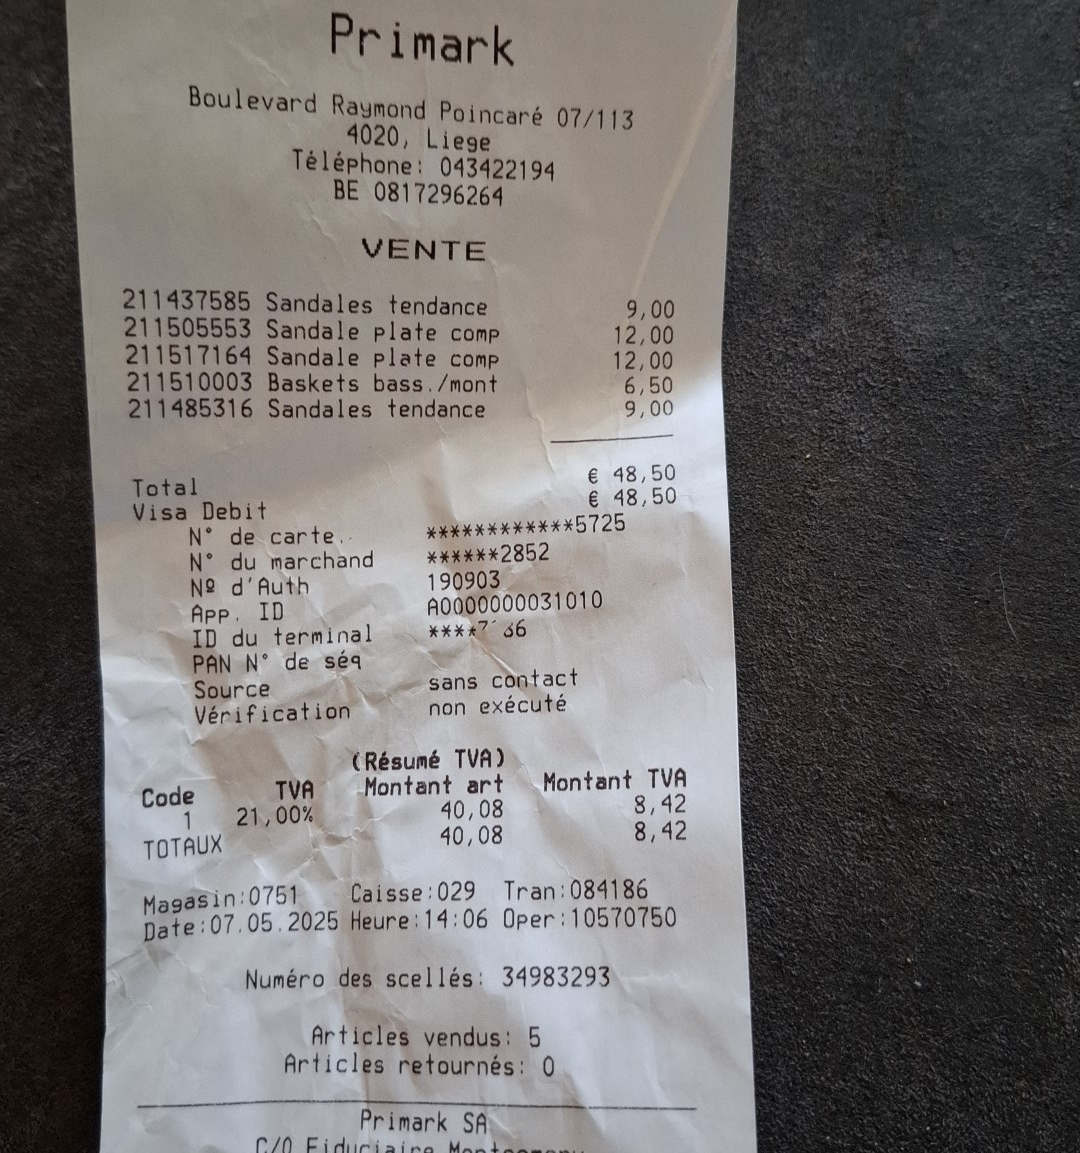 Primark
Boulevard Raymond Poincaré 07/113
4020, Liege
Téléphone: 043422194
BE 0817296264
VENTE
211437585 Sandales tendance 9,00
211505553 Sandale plate comp 12,00
211517164 Sandale plate comp 12,00
211510003 Baskets bass./mont 6,50
211485316 Sandales tendance 9,00
Total € 48,50
Visa Debit € 48,50
N° de carte ************5725
N° du marchand ******2852
Nº d'Auth 190903
App. ID A0000000031010
ID du terminal
PAN N° de séq
Source sans contact
Vérification non exécuté
(Résumé TVA)
Code TVA Montant art Montant TVA
1 21,00% 40,08 8,42
TOTAUX 40,08 8,42
Magasin:0751 Caisse:029 Tran:084186
Date:07.05.2025 Heure:14:06 Oper:10570750
Numéro des scellés: 34983293
Articles vendus: 5
Articles retournés: 0
Primark SA
C/O Fiduciaire